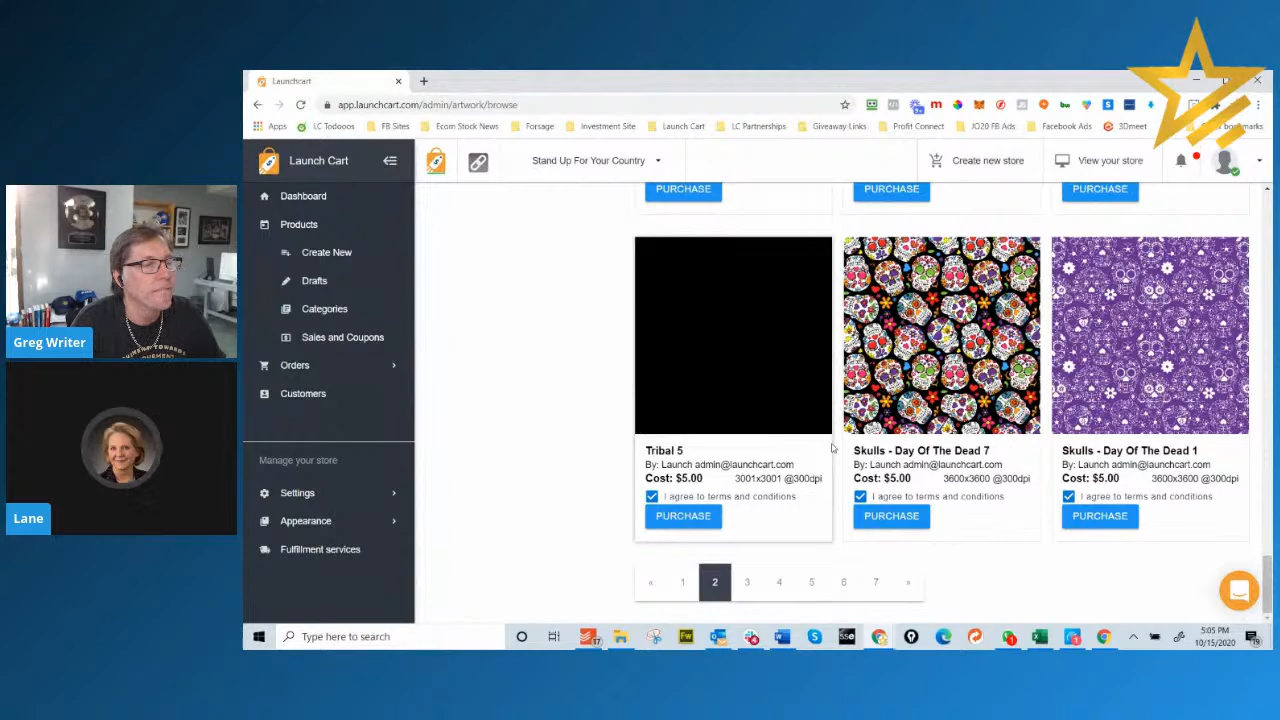 Launchcart
app.launchcart.com/admin/artwork/browse
Apps LC Todooos FB Sites Ecom Stock News Forsage Investment Site Launch Cart LC Partnerships Giveaway Links Profit Connect JO20 FB Ads Facebook Ads 3Dmeet
Launch Cart
Stand Up For Your Country
Create new store
View your store
Dashboard
Products
Create New
Drafts
Categories
Sales and Coupons
Orders
Customers
Manage your store
Settings
Appearance
Fulfillment services
PURCHASE PURCHASE PURCHASE
Tribal 5
By: Launch admin@launchcart.com
Cost: $5.00 3001x3001 @300dpi
I agree to terms and conditions
PURCHASE
Skulls - Day Of The Dead 7
By: Launch admin@launchcart.com
Cost: $5.00 3600x3600 @300dpi
I agree to terms and conditions
PURCHASE
Skulls - Day Of The Dead 1
By: Launch admin@launchcart.com
Cost: $5.00 3600x3600 @300dpi
I agree to terms and conditions
PURCHASE
« 1 2 3 4 5 6 7 »
Greg Writer
Lane
Type here to search
17
Fw
SSE
5:05 PM
10/15/2020
19